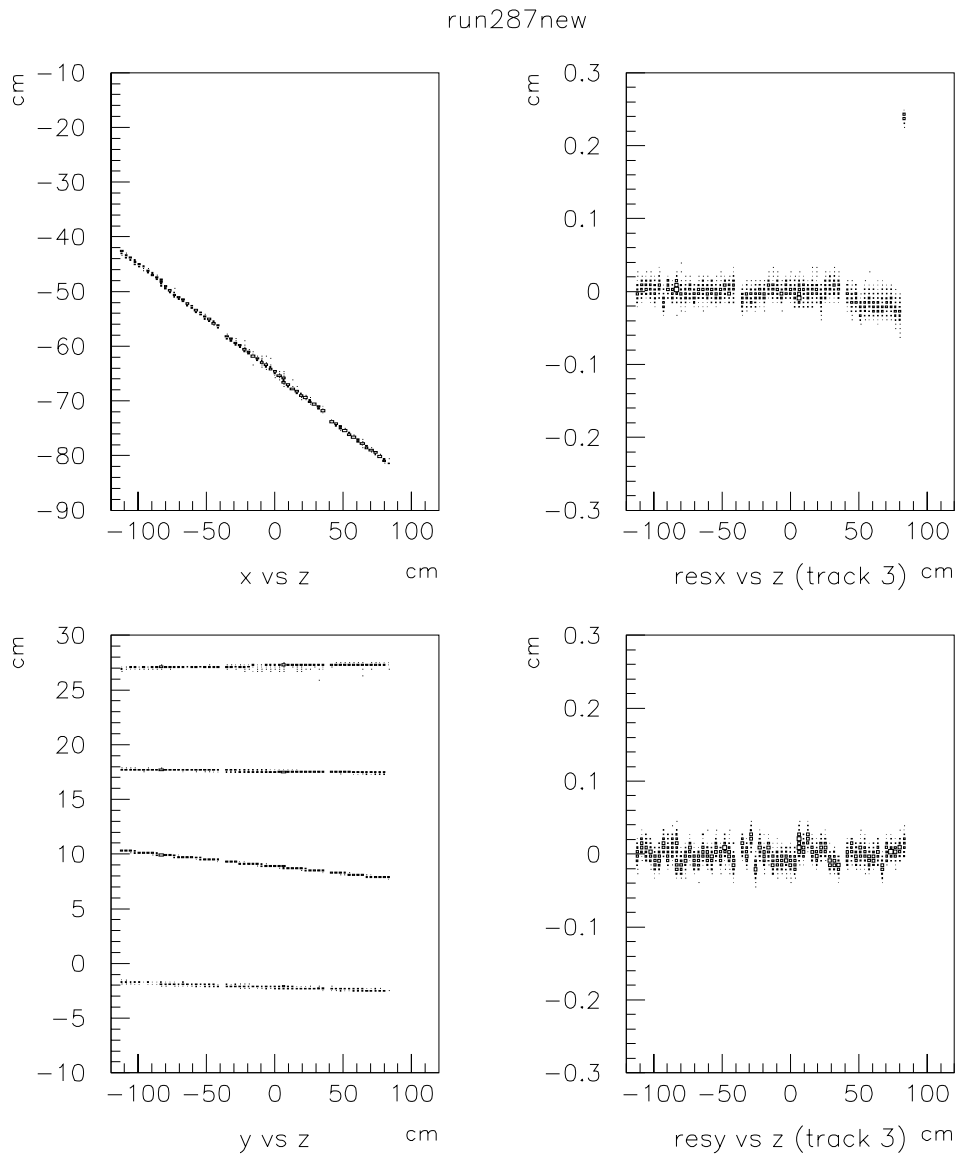 run287new
cm
cm
−10
−20
−30
−40
−50
−60
−70
−80
−90
0.3
0.2
0.1
0
−0.1
−0.2
−0.3
−100 −50 0 50 100
−100 −50 0 50 100
x vs z cm
resx vs z (track 3) cm
cm
cm
30
25
20
15
10
5
0
−5
−10
0.3
0.2
0.1
0
−0.1
−0.2
−0.3
−100 −50 0 50 100
−100 −50 0 50 100
y vs z cm
resy vs z (track 3) cm